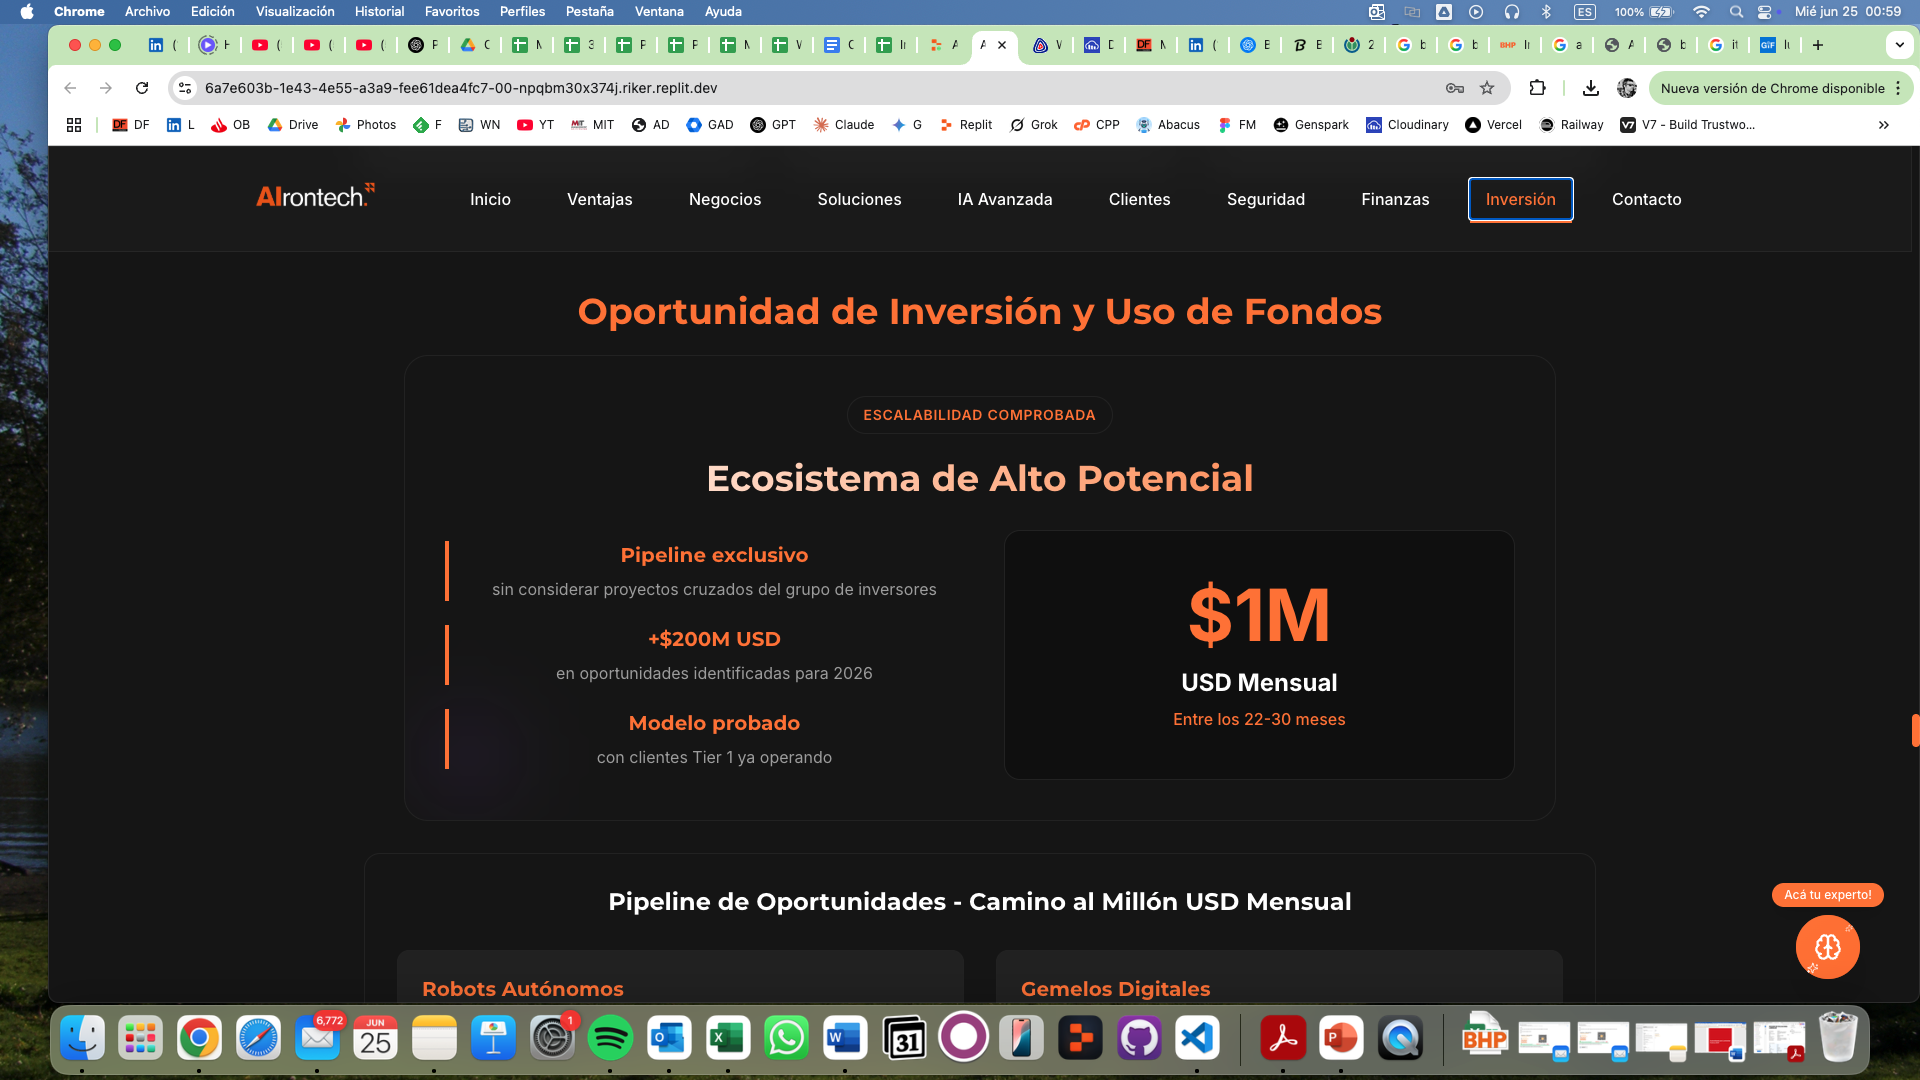 Chrome Archivo Edición Visualización Historial Favoritos Perfiles Pestaña Ventana Ayuda ES 100% Mié jun 25 00:59
6a7e603b-1e43-4e55-a3a9-fee61dea4fc7-00-npqbm30x374j.riker.replit.dev Nueva versión de Chrome disponible
DF L OB Drive Photos F WN YT MIT AD GAD GPT Claude G Replit Grok CPP Abacus FM Genspark Cloudinary Vercel Railway V7 - Build Trustwo...
AIrontech. Inicio Ventajas Negocios Soluciones IA Avanzada Clientes Seguridad Finanzas Inversión Contacto
Oportunidad de Inversión y Uso de Fondos
ESCALABILIDAD COMPROBADA
Ecosistema de Alto Potencial
Pipeline exclusivo
sin considerar proyectos cruzados del grupo de inversores
+$200M USD
en oportunidades identificadas para 2026
Modelo probado
con clientes Tier 1 ya operando
$1M
USD Mensual
Entre los 22-30 meses
Pipeline de Oportunidades - Camino al Millón USD Mensual
Acá tu experto!
Robots Autónomos
Gemelos Digitales
6,772
JUN
25
1
31
BHP